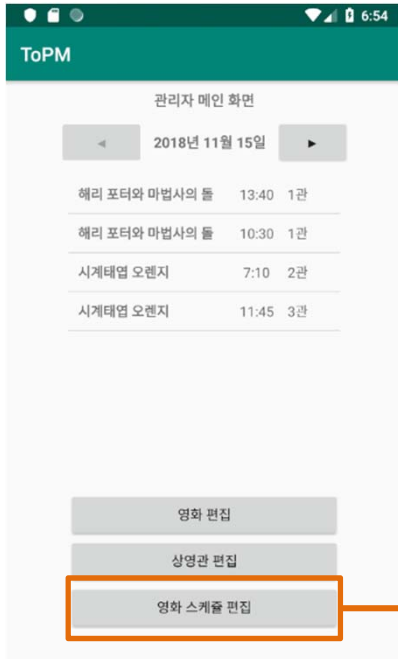 6:54
ToPM
관리자 메인 화면
◄ 2018년 11월 15일 ►
해리 포터와 마법사의 돌 13:40 1관
해리 포터와 마법사의 돌 10:30 1관
시계태엽 오렌지 7:10 2관
시계태엽 오렌지 11:45 3관
영화 편집
상영관 편집
영화 스케쥴 편집